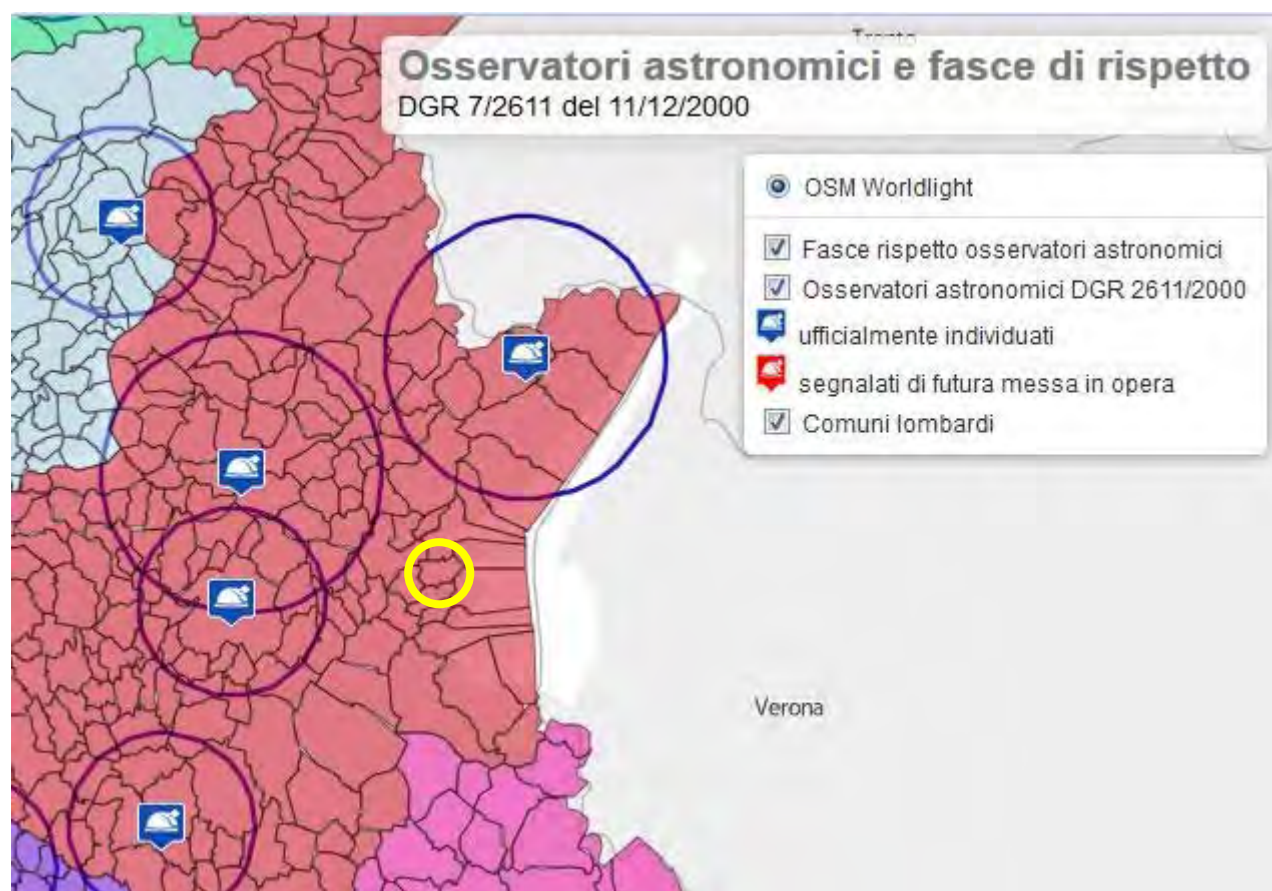 Trento
Osservatori astronomici e fasce di rispetto
DGR 7/2611 del 11/12/2000
OSM Worldlight
Fasce rispetto osservatori astronomici
Osservatori astronomici DGR 2611/2000
ufficialmente individuati
segnalati di futura messa in opera
Comuni lombardi
Verona